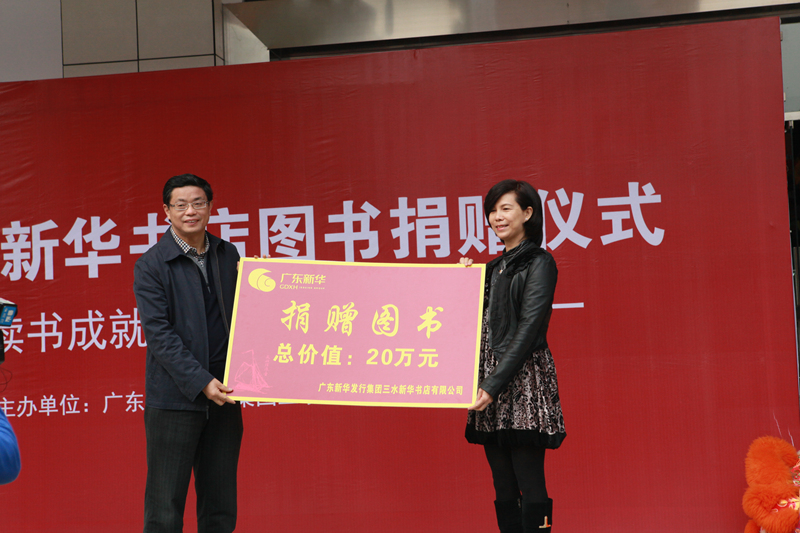 新华书店图书捐赠仪式
读书成就
主办单位：广东
广东新华
GDXH
捐赠图书
总价值：20万元
广东新华发行集团三水新华书店有限公司